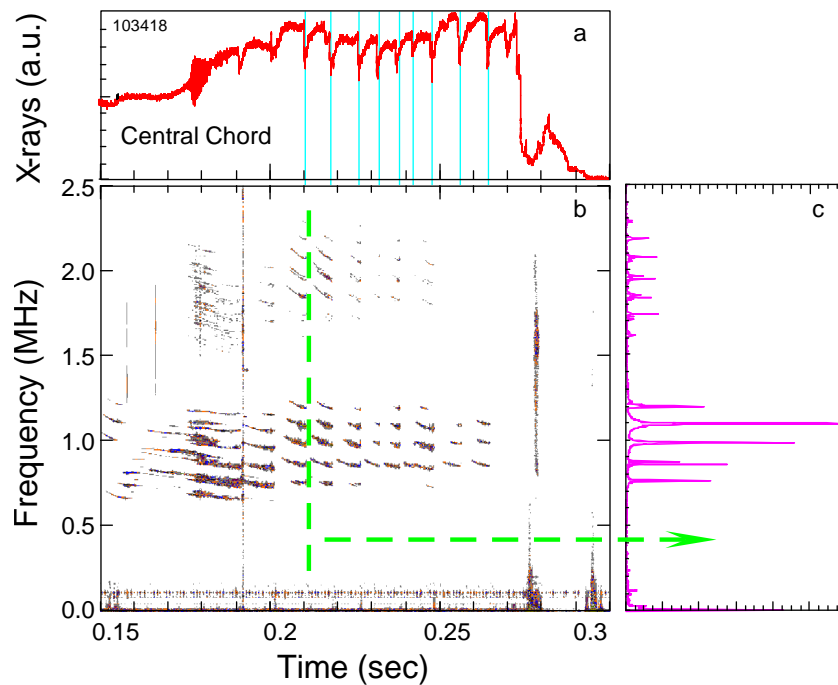 103418
a
X-rays (a.u.)
Central Chord
2.5
b
c
2.0
1.5
Frequency (MHz)
1.0
0.5
0.0
0.15
0.2
0.25
0.3
Time (sec)